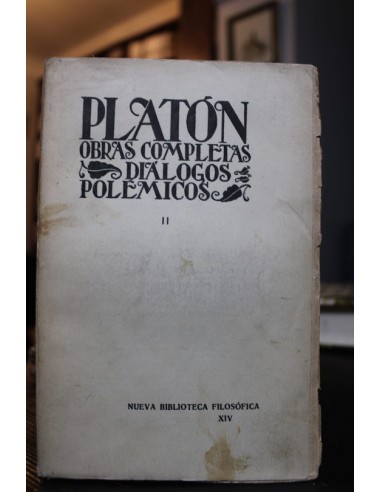 PLATÓN
OBRAS COMPLETAS
DIÁLOGOS
POLÉMICOS
II
NUEVA BIBLIOTECA FILOSÓFICA
XIV